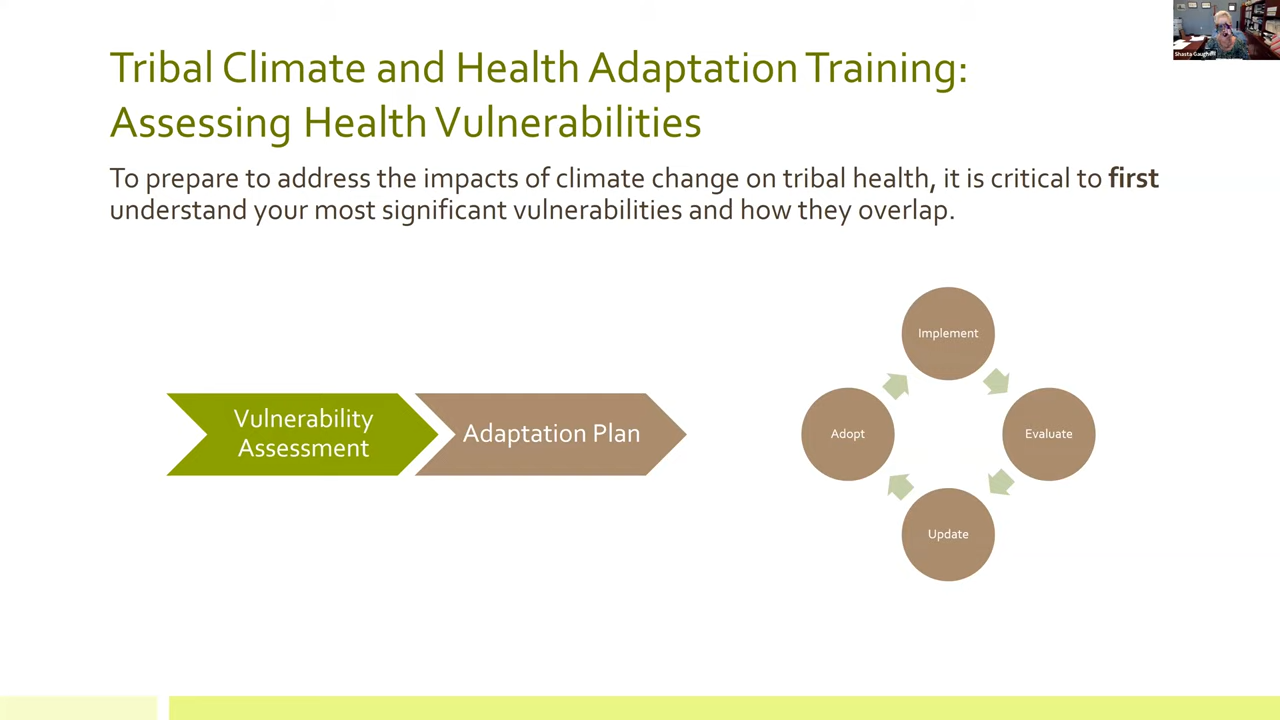 Tribal Climate and Health Adaptation Training:
Assessing Health Vulnerabilities
To prepare to address the impacts of climate change on tribal health, it is critical to first
understand your most significant vulnerabilities and how they overlap.
Vulnerability
Assessment
Adaptation Plan
Implement
Adopt
Evaluate
Update